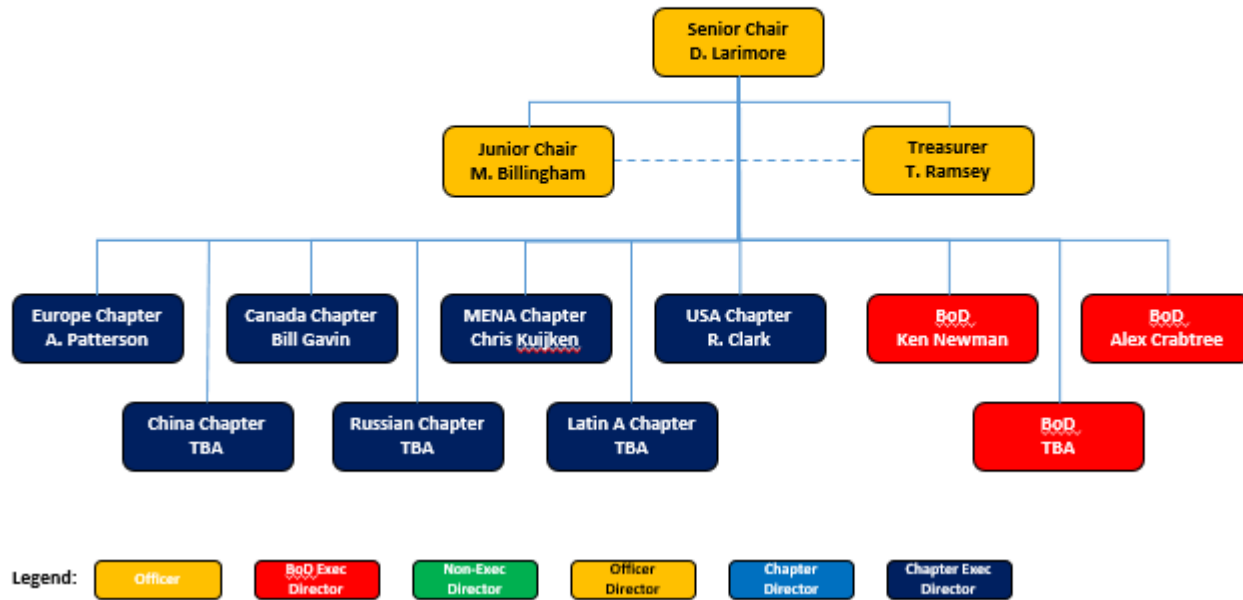 Senior Chair
D. Larimore
Junior Chair
M. Billingham
Treasurer
T. Ramsey
Europe Chapter
A. Patterson
Canada Chapter
Bill Gavin
MENA Chapter
Chris Kuijken
USA Chapter
R. Clark
BoD
Ken Newman
BoD
Alex Crabtree
China Chapter
TBA
Russian Chapter
TBA
Latin A Chapter
TBA
BoD
TBA
Legend:
Officer
BoD Exec
Director
Non-Exec
Director
Officer
Director
Chapter
Director
Chapter Exec
Director